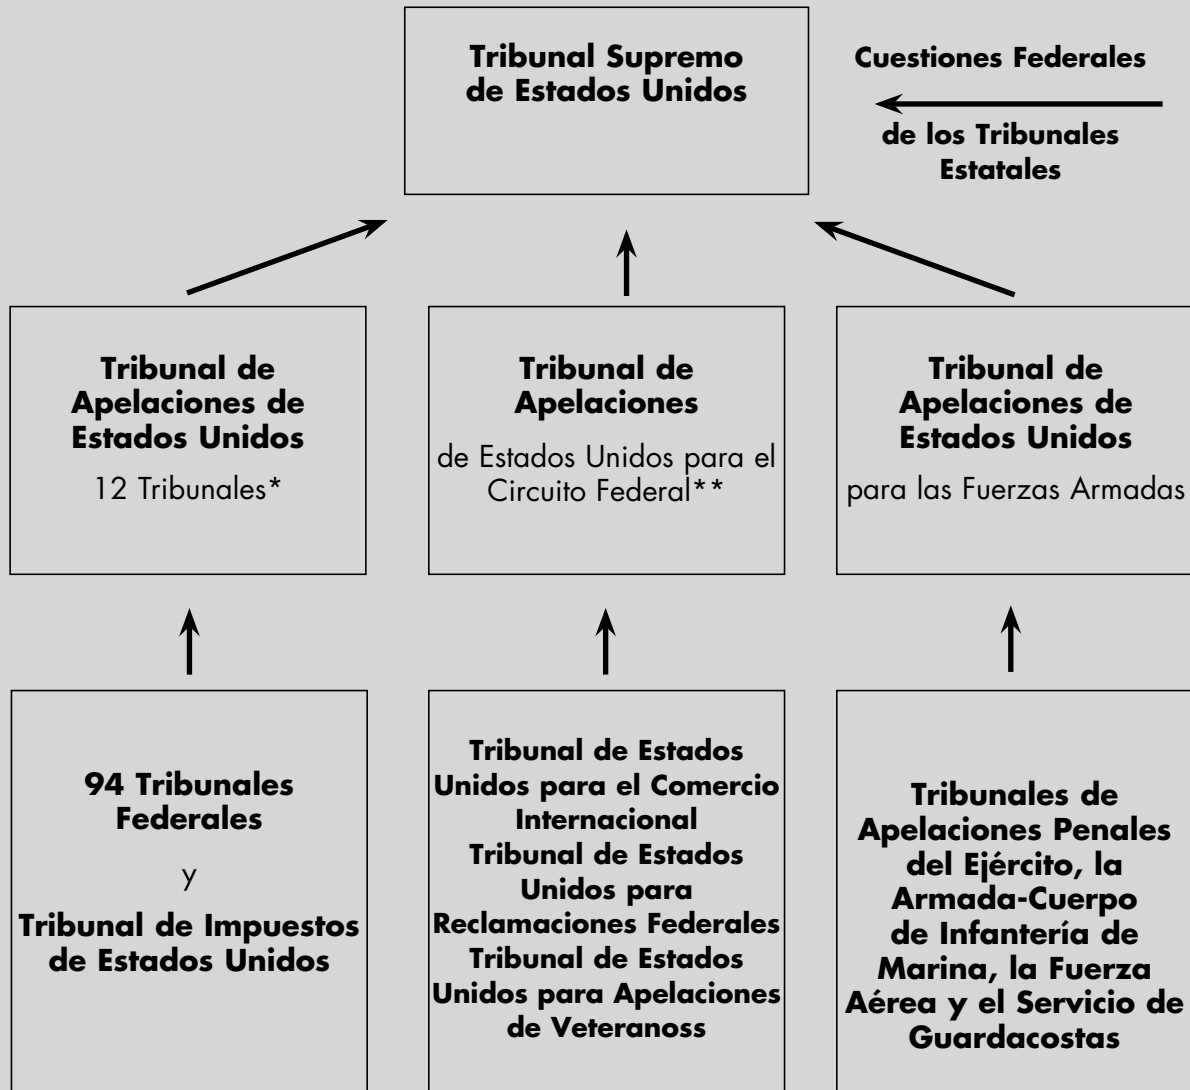 Tribunal Supremo
de Estados Unidos
Cuestiones Federales
de los Tribunales
Estatales
Tribunal de
Apelaciones de
Estados Unidos
12 Tribunales*
Tribunal de
Apelaciones
de Estados Unidos para el
Circuito Federal**
Tribunal de
Apelaciones de
Estados Unidos
para las Fuerzas Armadas
94 Tribunales
Federales
y
Tribunal de Impuestos
de Estados Unidos
Tribunal de Estados
Unidos para el Comercio
Internacional
Tribunal de Estados
Unidos para
Reclamaciones Federales
Tribunal de Estados
Unidos para Apelaciones
de Veteranoss
Tribunales de
Apelaciones Penales
del Ejército, la
Armada-Cuerpo
de Infantería de
Marina, la Fuerza
Aérea y el Servicio de
Guardacostas